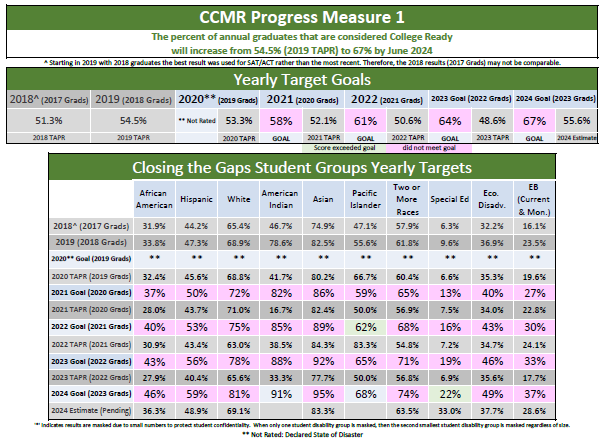 CCMR Progress Measure 1
The percent of annual graduates that are considered College Ready
will increase from 54.5% (2019 TAPR) to 67% by June 2024
^ Starting in 2019 with 2018 graduates the best result was used for SAT/ACT rather than the most recent. Therefore, the 2018 results (2017 Grads) may not be comparable.
Yearly Target Goals
2018^ (2017 Grads) 2019 (2018 Grads) 2020** (2019 Grads) 2021 (2020 Grads) 2022 (2021 Grads) 2023 Goal (2022 Grads) 2024 Goal (2023 Grads)
51.3% 54.5% ** Not Rated 53.3% 58% 52.1% 61% 50.6% 64% 48.6% 67% 55.6%
2018 TAPR 2019 TAPR 2020 TAPR GOAL 2021 TAPR GOAL 2022 TAPR GOAL 2023 TAPR GOAL 2024 Estimate
Score exceeded goal did not meet goal
Closing the Gaps Student Groups Yearly Targets
African American Hispanic White American Indian Asian Pacific Islander Two or More Races Special Ed Eco. Disadv. EB (Current & Mon.)
2018^ (2017 Grads) 31.9% 44.2% 65.4% 46.7% 74.9% 47.1% 57.9% 6.3% 32.2% 16.1%
2019 (2018 Grads) 33.8% 47.3% 68.9% 78.6% 82.5% 55.6% 61.8% 9.6% 36.9% 23.5%
2020** Goal (2019 Grads) ** ** ** ** ** ** ** ** ** **
2020 TAPR (2019 Grads) 32.4% 45.6% 68.8% 41.7% 80.2% 66.7% 60.4% 6.6% 35.3% 19.6%
2021 Goal (2020 Grads) 37% 50% 72% 82% 86% 59% 65% 13% 40% 27%
2021 TAPR (2020 Grads) 28.0% 43.7% 71.0% 16.7% 82.4% 50.0% 56.9% 7.5% 34.0% 22.8%
2022 Goal (2021 Grads) 40% 53% 75% 85% 89% 62% 68% 16% 43% 30%
2022 TAPR (2021 Grads) 30.9% 43.4% 63.0% 38.5% 84.3% 83.3% 54.8% 7.2% 34.7% 24.1%
2023 Goal (2022 Grads) 43% 56% 78% 88% 92% 65% 71% 19% 46% 33%
2023 TAPR (2022 Grads) 27.9% 40.4% 65.6% 33.3% 77.7% 50.0% 56.8% 6.9% 35.6% 17.7%
2024 Goal (2023 Grads) 46% 59% 81% 91% 95% 68% 74% 22% 49% 37%
2024 Estimate (Pending) 36.3% 48.9% 69.1% 83.3% 63.5% 33.0% 37.7% 28.6%
'*' Indicates results are masked due to small numbers to protect student confidentiality. When only one student disability group is masked, then the second smallest student disability group is masked regardless of size.
** Not Rated: Declared State of Disaster